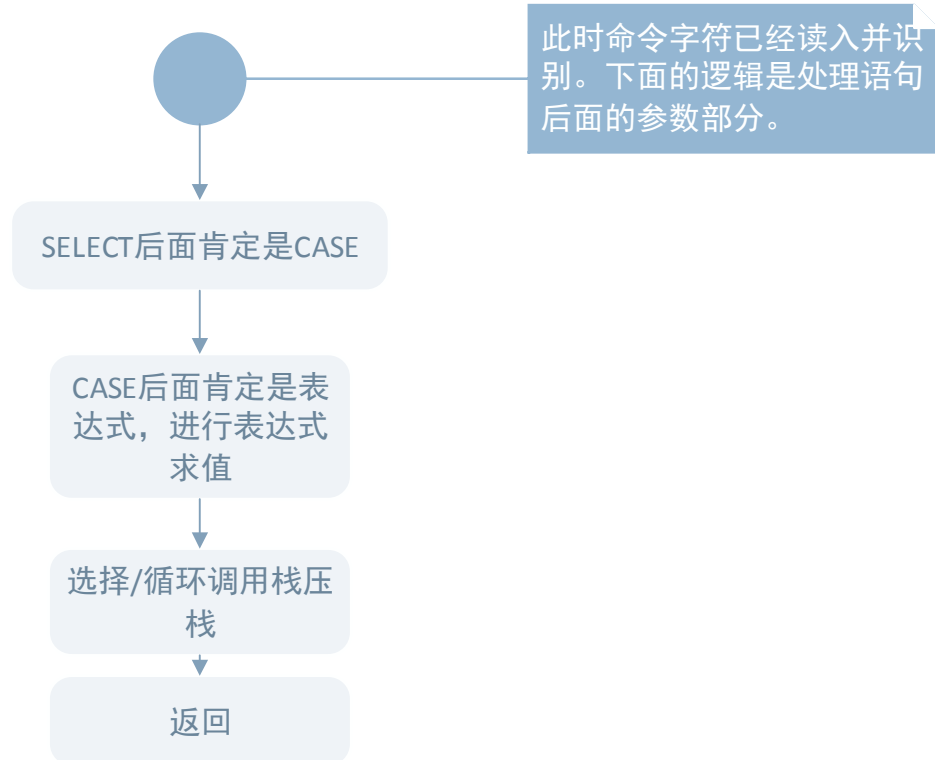 此时命令字符已经读入并识
别。下面的逻辑是处理语句
后面的参数部分。
SELECT后面肯定是CASE
CASE后面肯定是表
达式，进行表达式
求值
选择/循环调用栈压
栈
返回